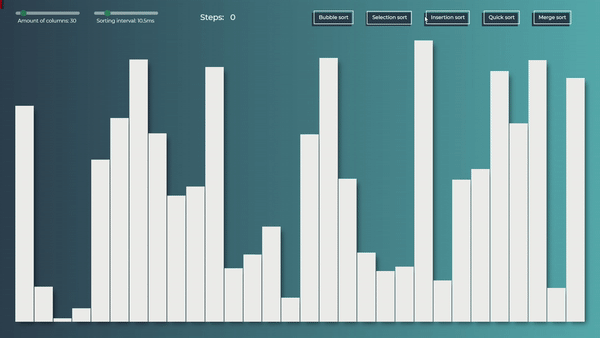 Amount of columns: 30
Sorting interval: 10.5ms
Steps: 0
Bubble sort
Selection sort
Insertion sort
Quick sort
Merge sort